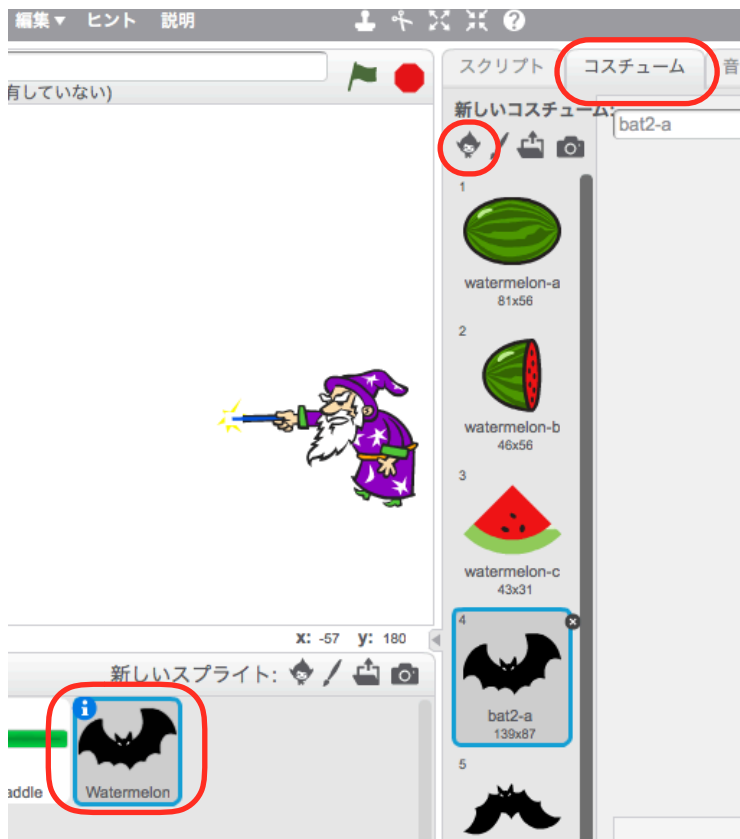 編集▼ ヒント 説明
有していない)
スクリプト コスチューム 音
新しいコスチューム:
bat2-a
1
watermelon-a
81x56
2
watermelon-b
46x56
3
watermelon-c
43x31
4
bat2-a
139x87
5
x: -57 y: 180
新しいスプライト:
addle
Watermelon